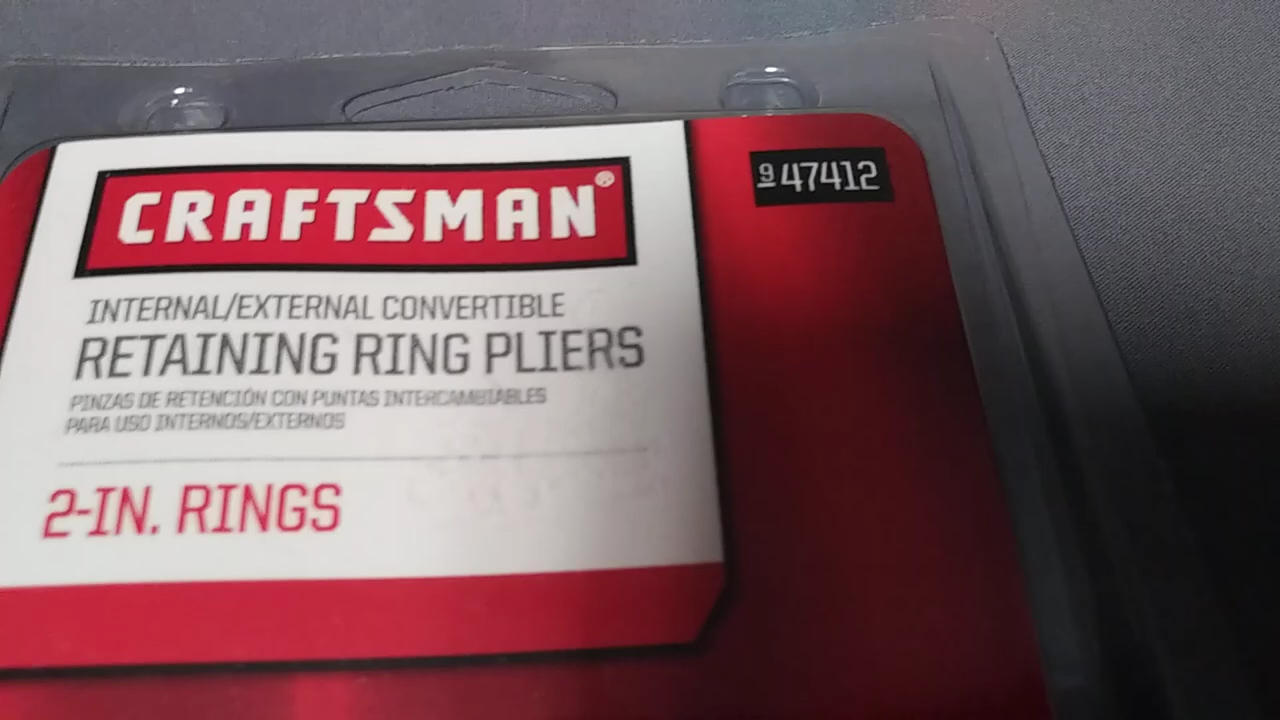 CRAFTSMAN®
9 47412
INTERNAL/EXTERNAL CONVERTIBLE
RETAINING RING PLIERS
PINZAS DE RETENCIÓN CON PUNTAS INTERCAMBIABLES
PARA USO INTERNOS/EXTERNOS
2-IN. RINGS